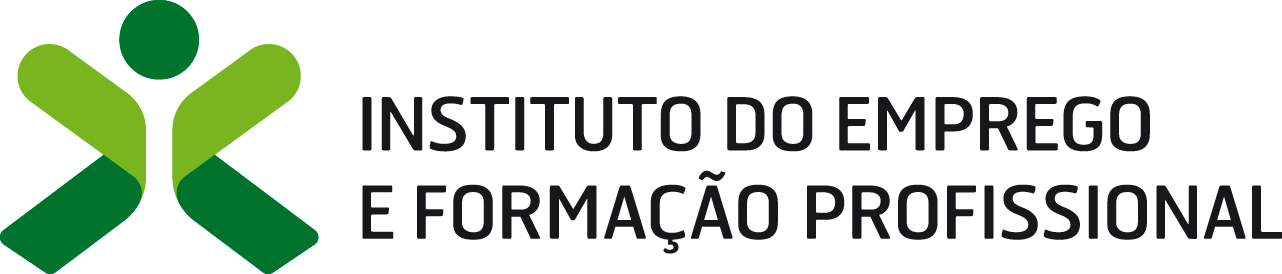 INSTITUTO DO EMPREGO
E FORMAÇÃO PROFISSIONAL